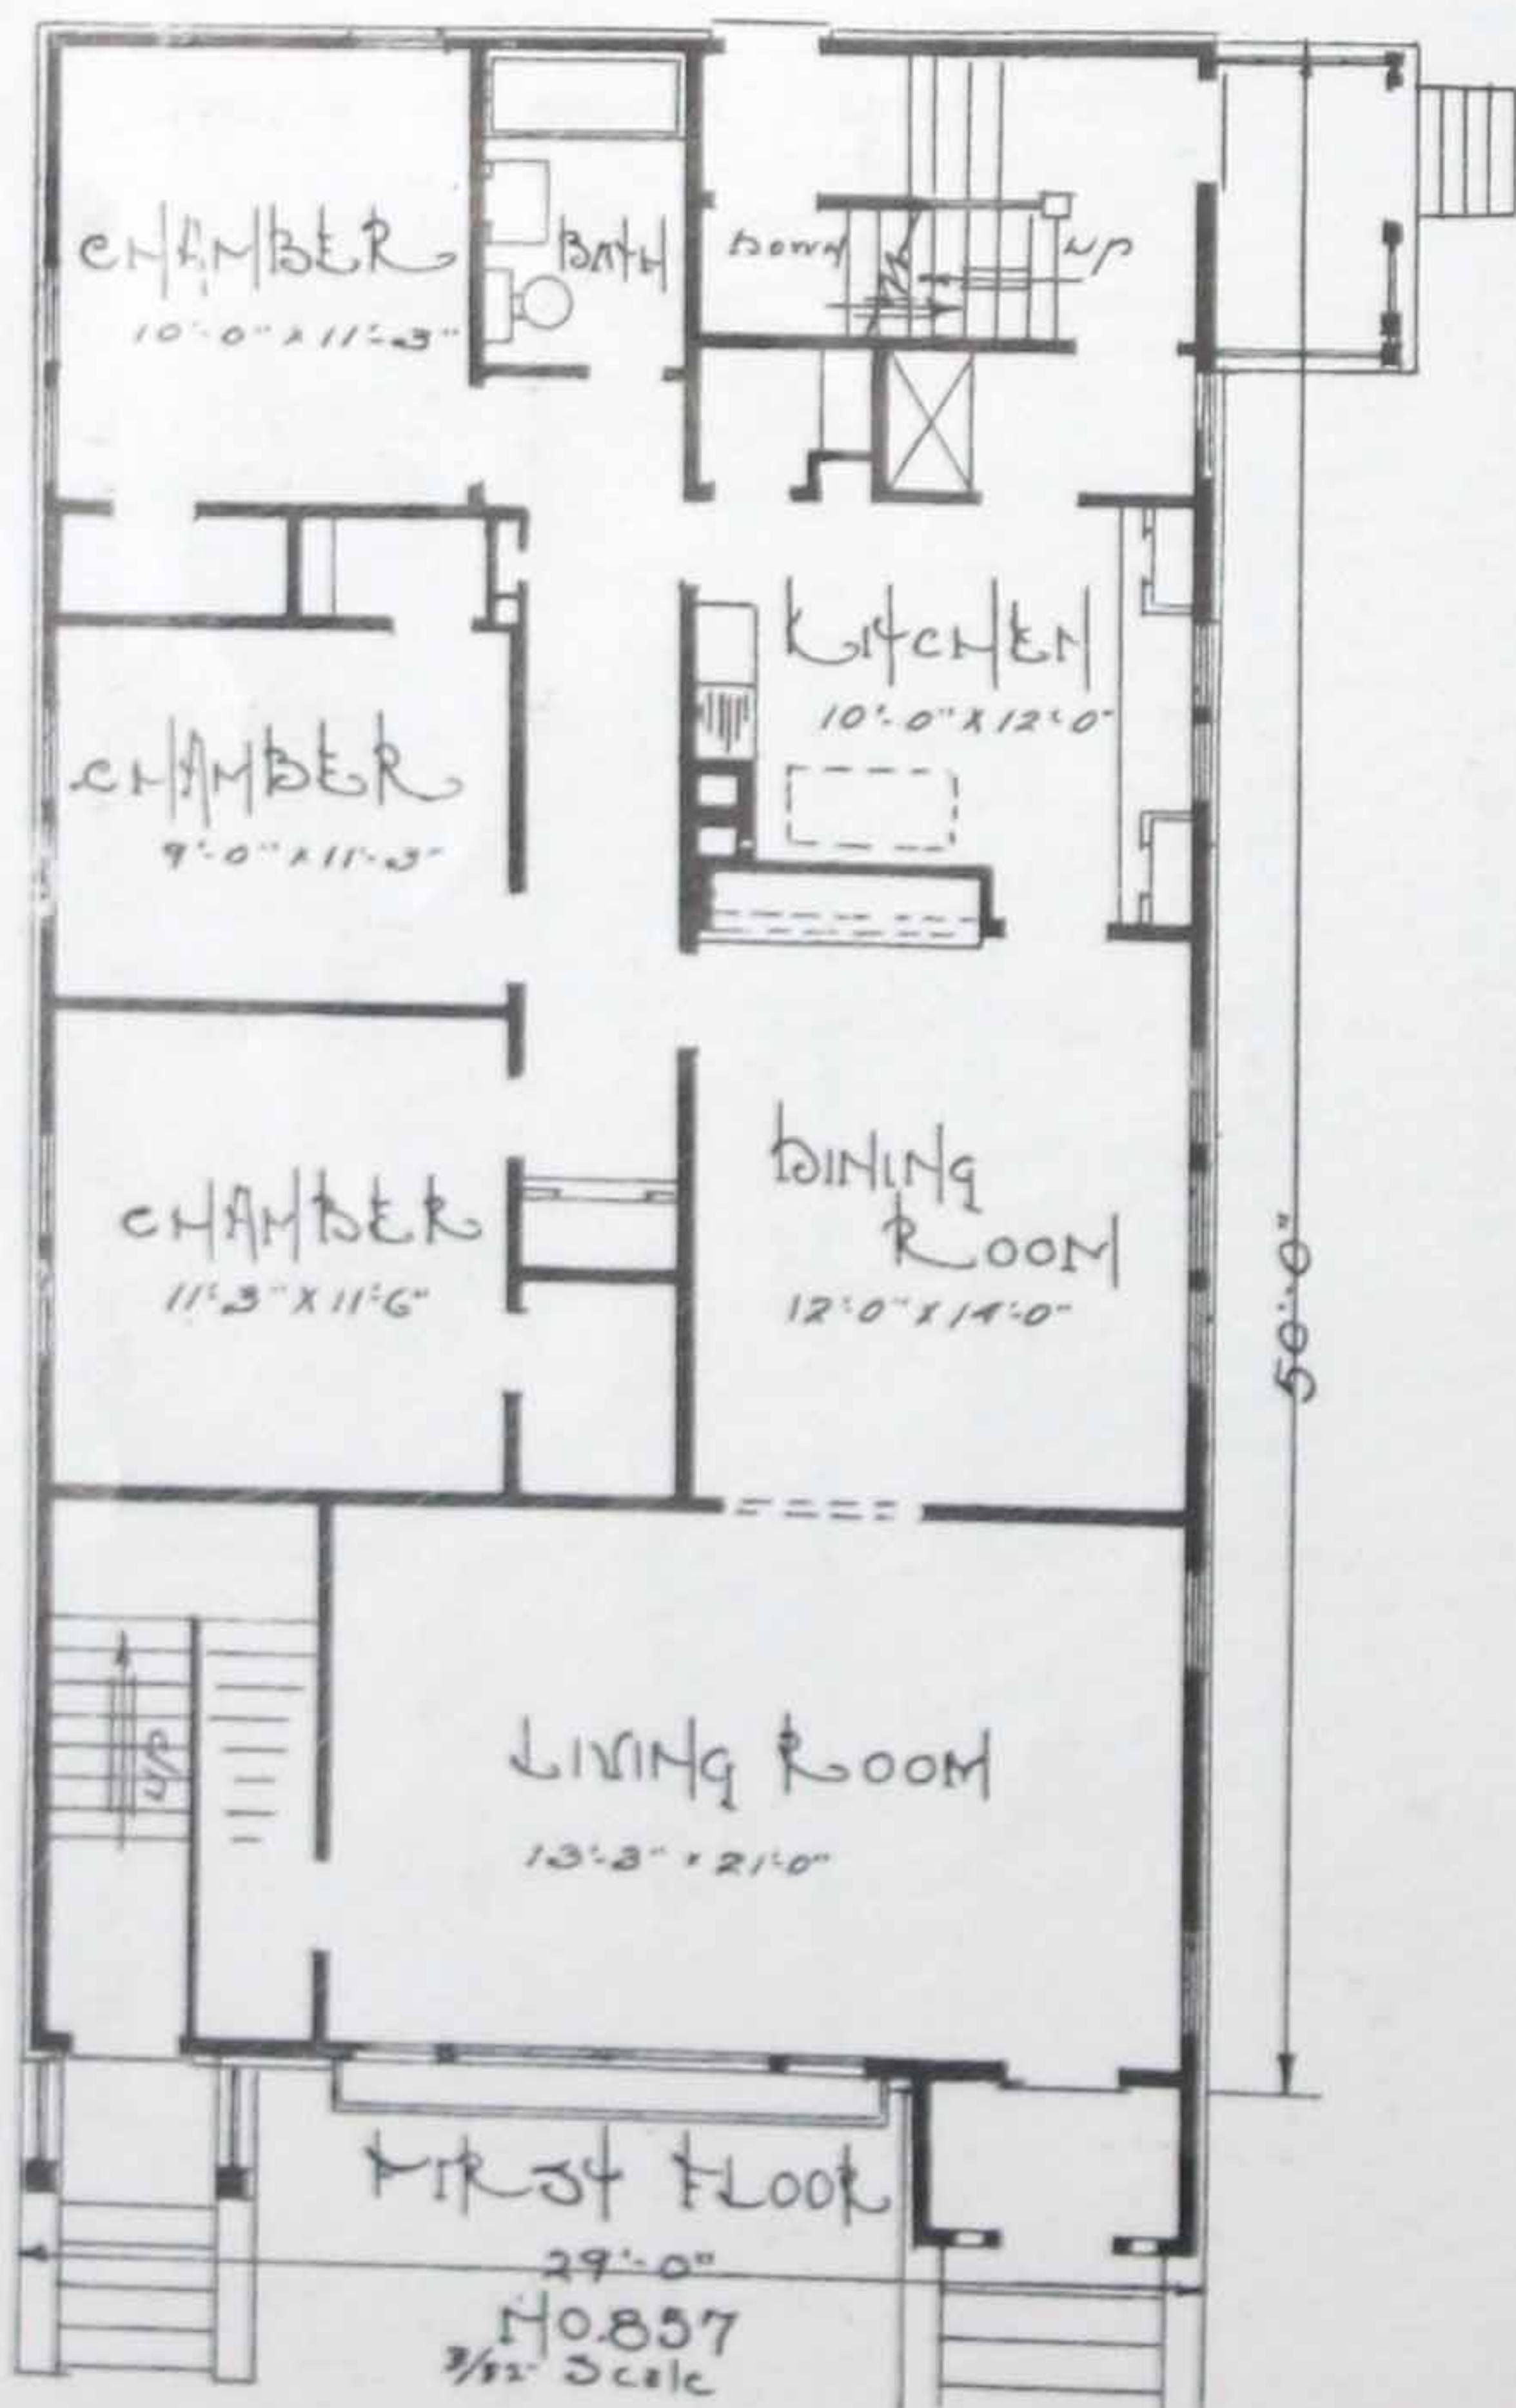 CHAMBER
10'-0" x 11'-3"
BATH
DOWN
UP
KITCHEN
10'-0" X 12'-0"
CHAMBER
9'-0" x 11'-3"
CHAMBER
11'-3" X 11'-6"
DINING
ROOM
12'-0" X 14'-0"
50'-0"
UP
LIVING ROOM
13'-3" x 21'-0"
FIRST FLOOR
29'-0"
NO.857
3/32" Scale